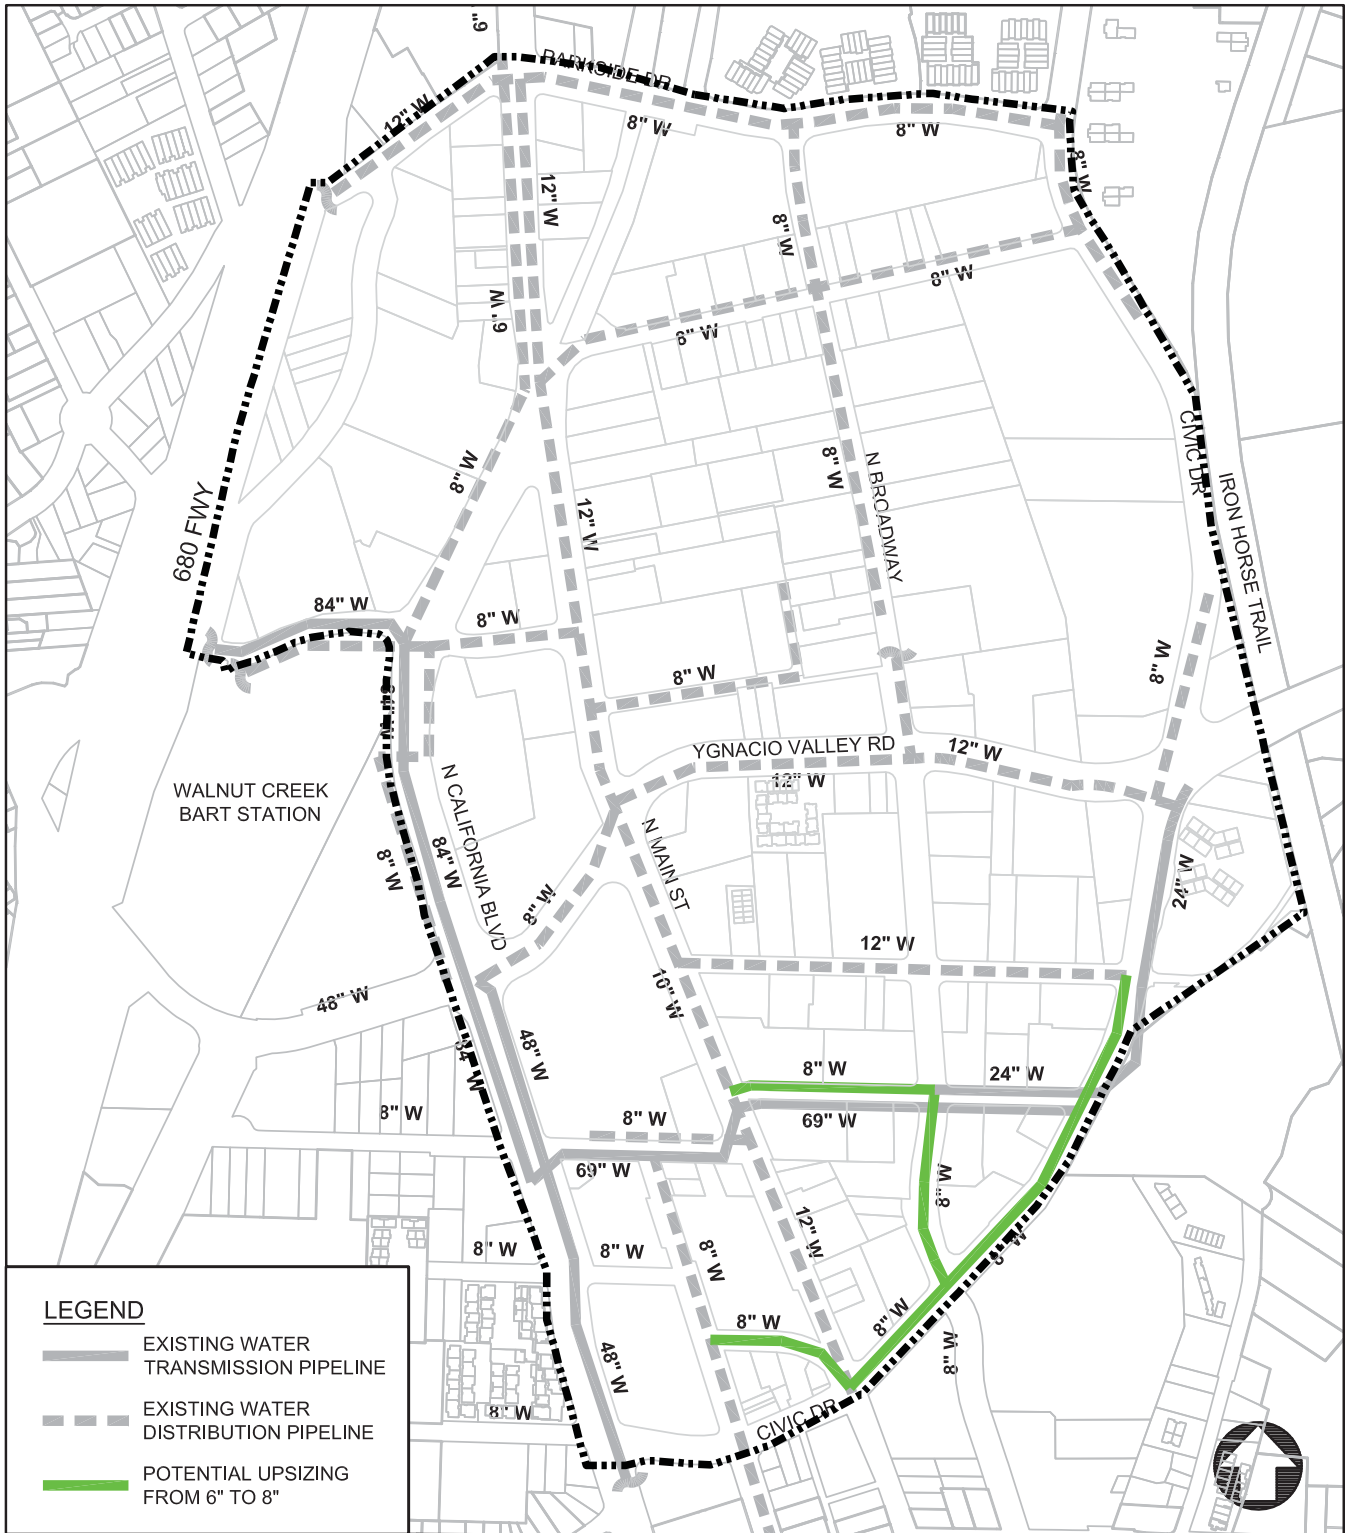 6"
PARKSIDE DR
12" W
8" W
8" W
8" W
12" W
8" W
8" W
6" W
6" W
8" W
8" W
N BROADWAY
CIVIC DR
IRON HORSE TRAIL
12" W
680 FWY
84" W
8" W
8" W
8" W
YGNACIO VALLEY RD
12" W
12" W
WALNUT CREEK
BART STATION
N CALIFORNIA BLVD
N MAIN ST
84" W
8" W
8" W
24" W
12" W
10" W
48" W
48" W
84" W
8" W
24" W
8" W
8" W
69" W
69" W
8" W
12" W
8" W
8" W
8" W
8" W
8" W
8" W
48" W
8" W
8" W
CIVIC DR
LEGEND
EXISTING WATER
TRANSMISSION PIPELINE
EXISTING WATER
DISTRIBUTION PIPELINE
POTENTIAL UPSIZING
FROM 6" TO 8"